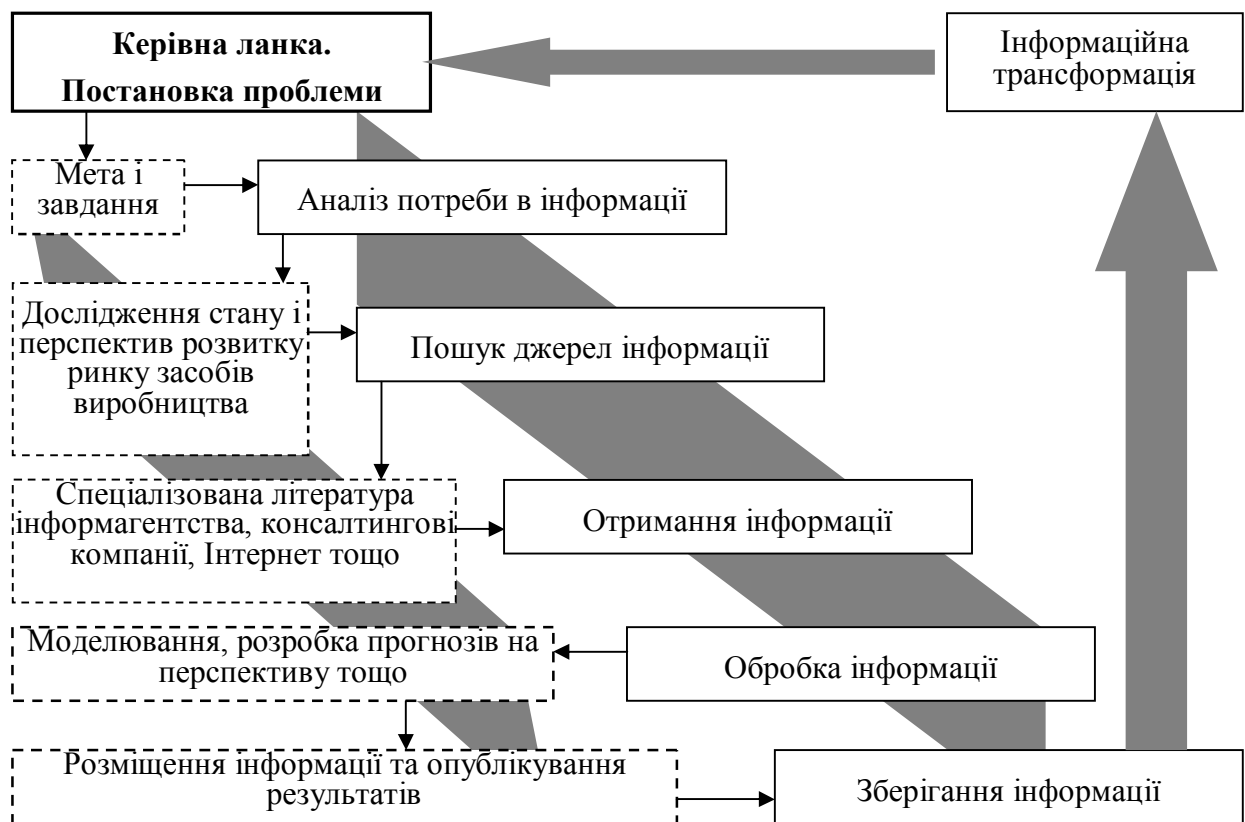 Керівна ланка.
Постановка проблеми
Інформаційна
трансформація
Мета і
завдання
Аналіз потреби в інформації
Дослідження стану і
перспектив розвитку
ринку засобів
виробництва
Пошук джерел інформації
Спеціалізована література
інформагентства, консалтингові
компанії, Інтернет тощо
Отримання інформації
Моделювання, розробка прогнозів на
перспективу тощо
Обробка інформації
Розміщення інформації та опублікування
результатів
Зберігання інформації